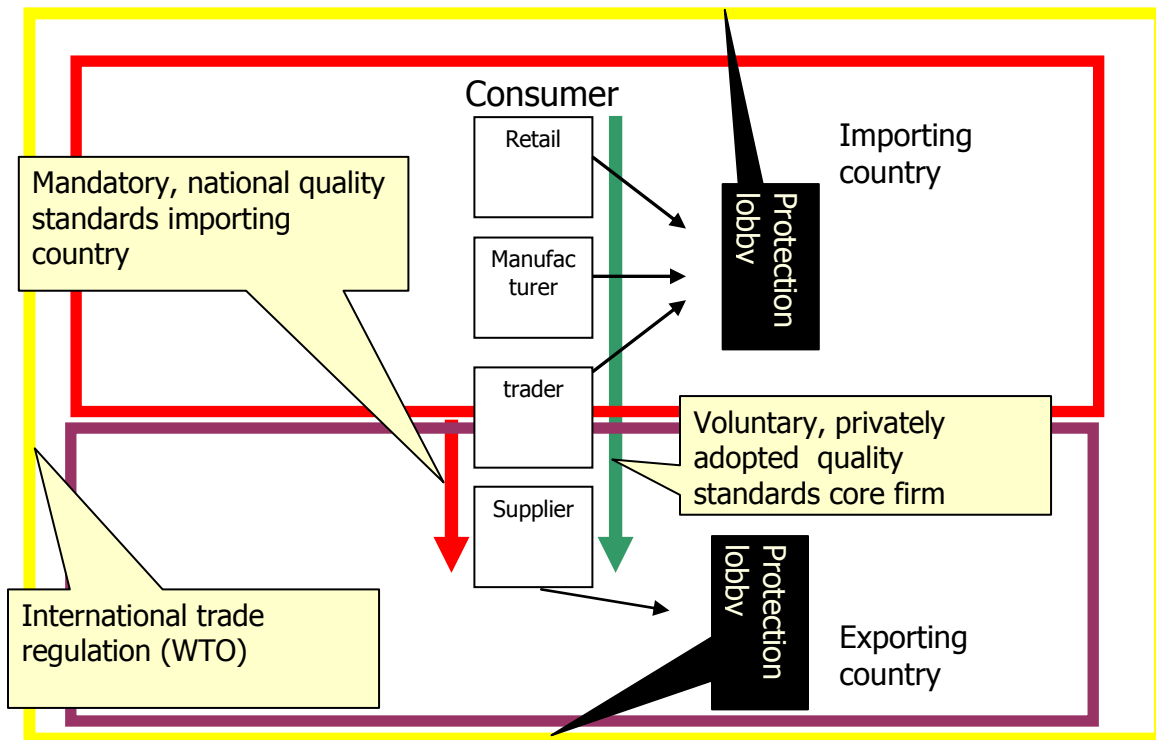 Consumer
Retail
Importing
country
Mandatory, national quality
standards importing
country
Protection
lobby
Manufac
turer
trader
Voluntary, privately
adopted  quality
standards core firm
Supplier
Protection
lobby
International trade
regulation (WTO)
Exporting
country